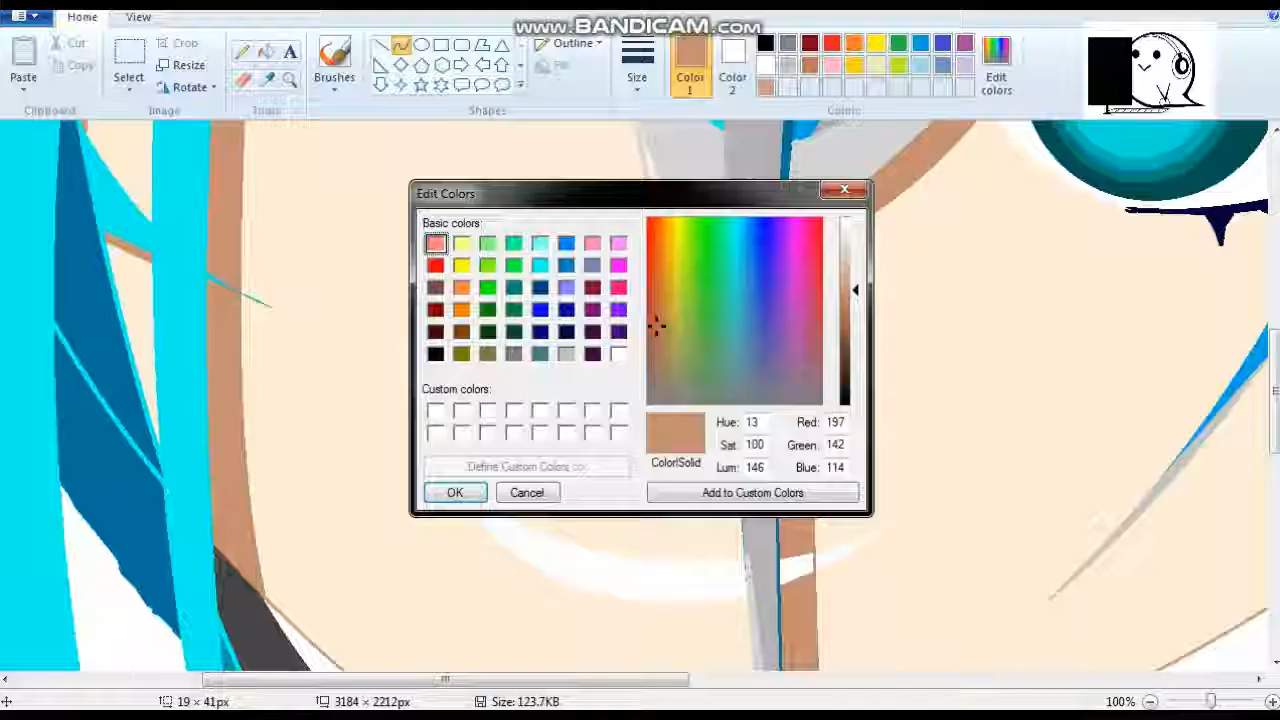 Home View
www.BANDICAM.com
Paste
Cut
Copy
Clipboard
Select
Crop
Resize
Rotate
Image
A
Tools
Brushes
Outline
Fill
Shapes
Size
Color
1
Color
2
Edit
colors
Colors
Edit Colors
Basic colors:
Custom colors:
Define Custom Colors >>
OK Cancel
Color|Solid
Hue: 13 Red: 197
Sat: 100 Green: 142
Lum: 146 Blue: 114
Add to Custom Colors
19 × 41px 3184 × 2212px Size: 123.7KB 100%